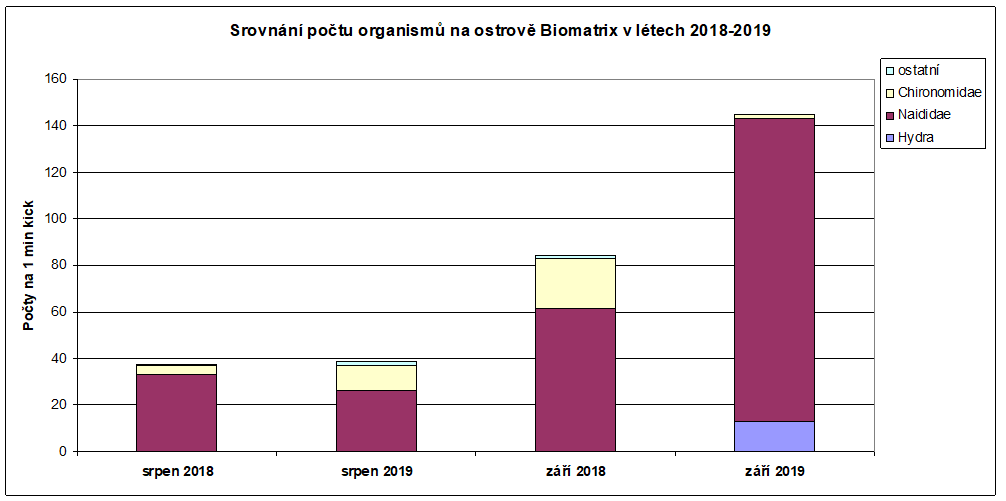 Srovnání počtu organismů na ostrově Biomatrix v létech 2018-2019
ostatní
Chironomidae
Naididae
Hydra
Počty na 1 min kick
160
140
120
100
80
60
40
20
0
srpen 2018
srpen 2019
září 2018
září 2019